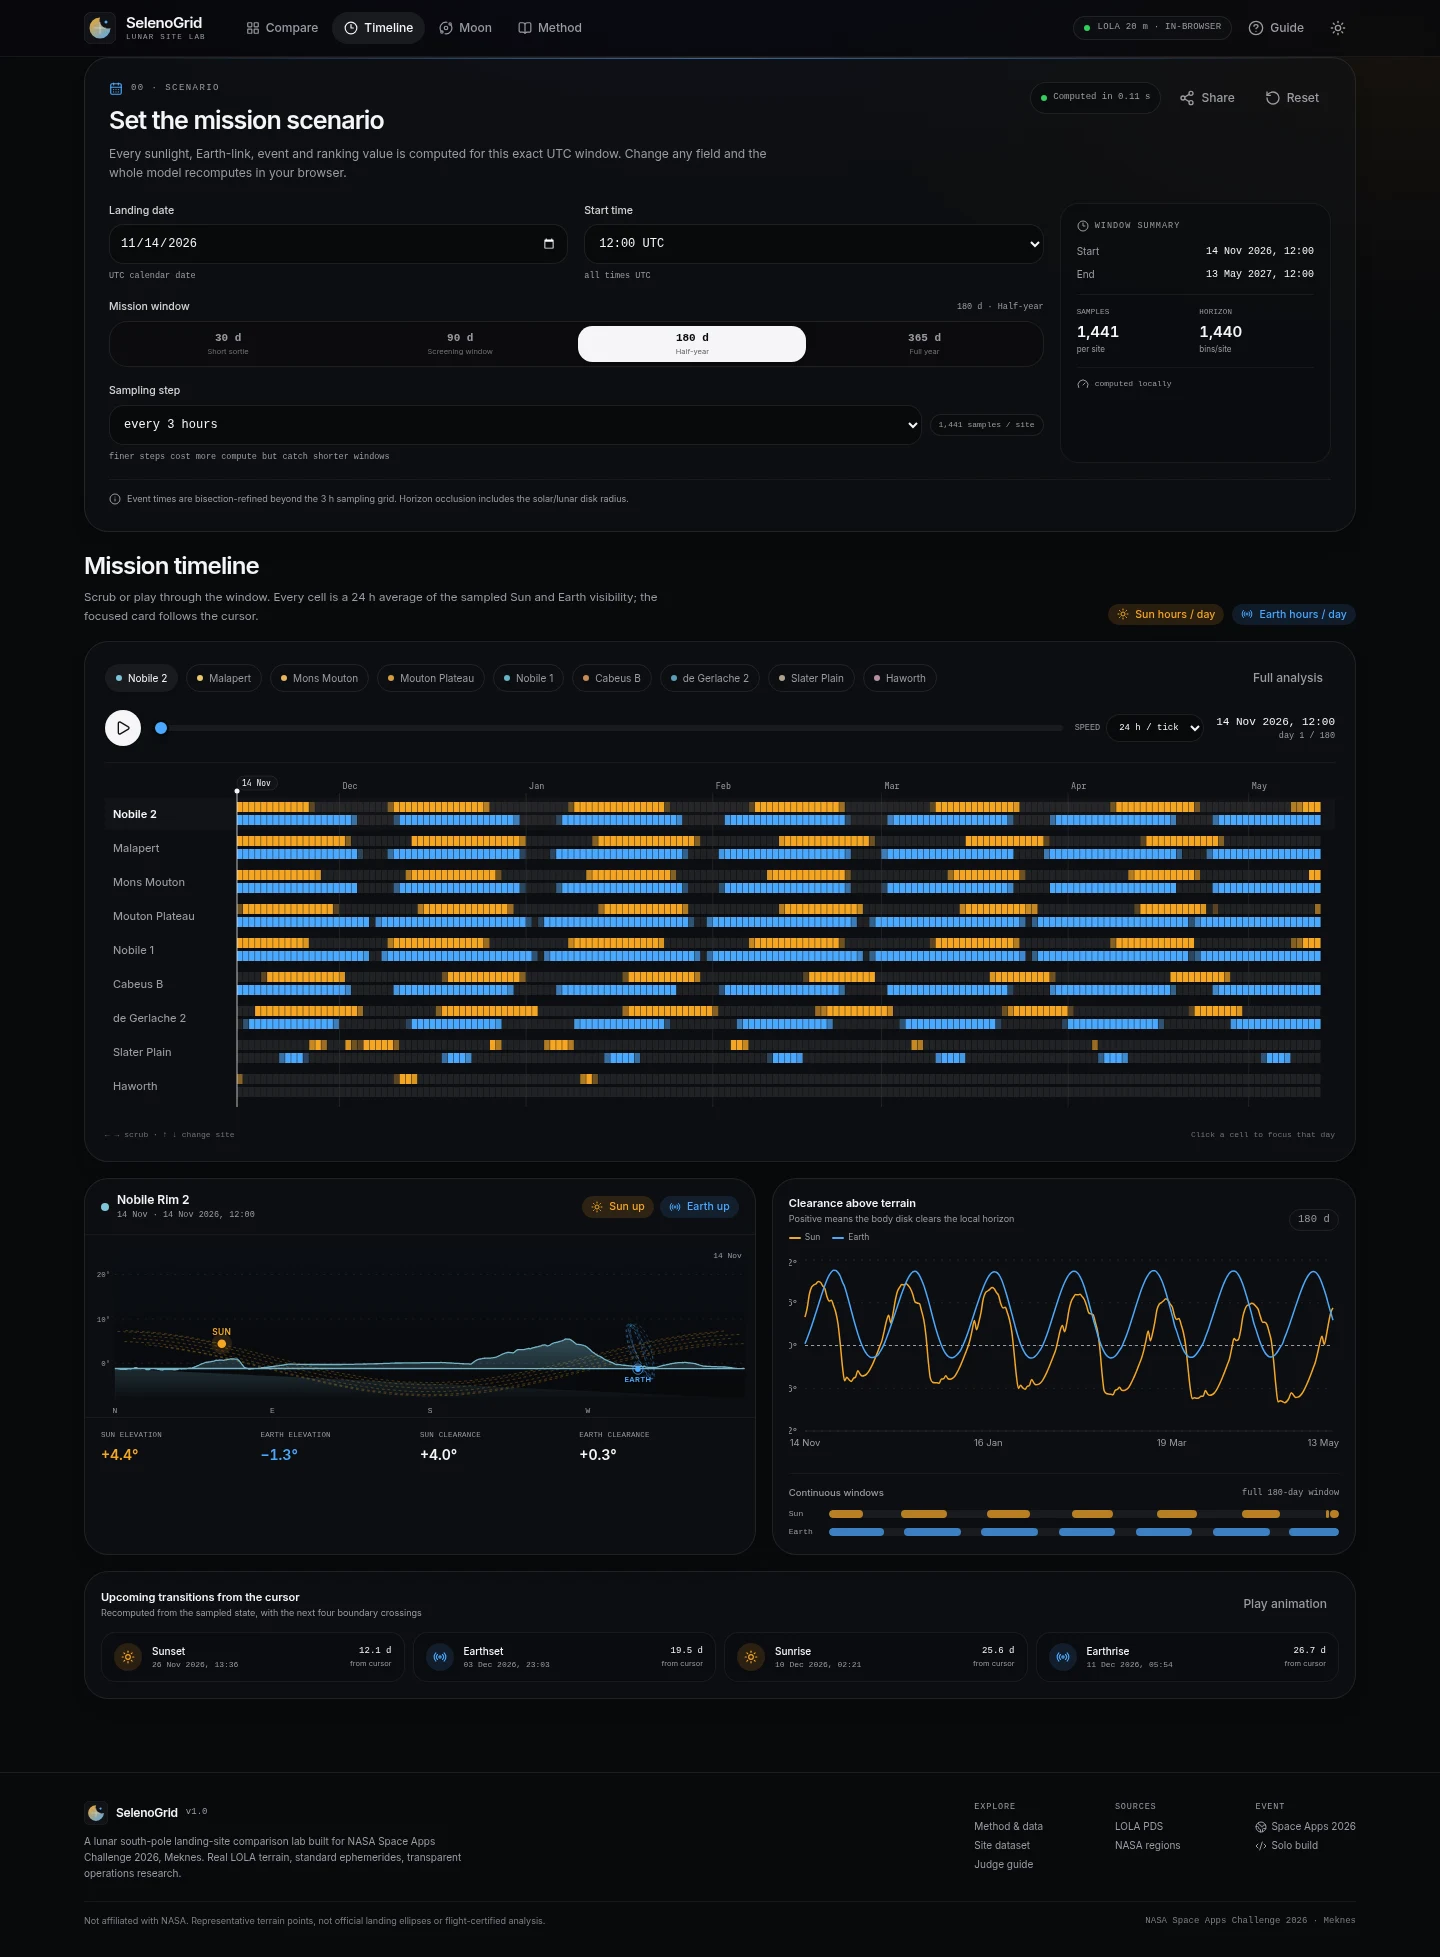 SelenoGrid
LUNAR SITE LAB
Compare
Timeline
Moon
Method
LOLA 20 m · IN-BROWSER
Guide
00 · SCENARIO
Computed in 0.11 s
Share
Reset
Set the mission scenario
Every sunlight, Earth-link, event and ranking value is computed for this exact UTC window. Change any field and the
whole model recomputes in your browser.
Landing date
Start time
11/14/2026
12:00 UTC
UTC calendar date
all times UTC
WINDOW SUMMARY
Start 14 Nov 2026, 12:00
End 13 May 2027, 12:00
SAMPLES HORIZON
1,441 1,440
per site bins/site
computed locally
Mission window
180 d · Half-year
30 d 90 d 180 d 365 d
Short sortie Screening window Half-year Full year
Sampling step
every 3 hours
1,441 samples / site
finer steps cost more compute but catch shorter windows
Event times are bisection-refined beyond the 3 h sampling grid. Horizon occlusion includes the solar/lunar disk radius.
Mission timeline
Scrub or play through the window. Every cell is a 24 h average of the sampled Sun and Earth visibility; the
focused card follows the cursor.
Sun hours / day
Earth hours / day
Nobile 2
Malapert
Mons Mouton
Mouton Plateau
Nobile 1
Cabeus B
de Gerlache 2
Slater Plain
Haworth
Full analysis
SPEED
24 h / tick
14 Nov 2026, 12:00
day 1 / 180
14 Nov Dec Jan Feb Mar Apr May
Nobile 2
Malapert
Mons Mouton
Mouton Plateau
Nobile 1
Cabeus B
de Gerlache 2
Slater Plain
Haworth
← → scrub · ↑ ↓ change site
Click a cell to focus that day
Nobile Rim 2
14 Nov · 14 Nov 2026, 12:00
Sun up
Earth up
14 Nov
20°
10°
0°
SUN
EARTH
N E S W
SUN ELEVATION EARTH ELEVATION SUN CLEARANCE EARTH CLEARANCE
+4.4° −1.3° +4.0° +0.3°
Clearance above terrain
Positive means the body disk clears the local horizon
180 d
Sun Earth
2°
6°
0°
6°
2°
14 Nov 16 Jan 19 Mar 13 May
Continuous windows
full 180-day window
Sun
Earth
Upcoming transitions from the cursor
Recomputed from the sampled state, with the next four boundary crossings
Play animation
Sunset 12.1 d
26 Nov 2026, 13:36 from cursor
Earthset 19.5 d
03 Dec 2026, 23:03 from cursor
Sunrise 25.6 d
10 Dec 2026, 02:21 from cursor
Earthrise 26.7 d
11 Dec 2026, 05:54 from cursor
SelenoGrid v1.0
A lunar south-pole landing-site comparison lab built for NASA Space Apps
Challenge 2026, Meknes. Real LOLA terrain, standard ephemerides, transparent
operations research.
EXPLORE
Method & data
Site dataset
Judge guide
SOURCES
LOLA PDS
NASA regions
EVENT
Space Apps 2026
Solo build
Not affiliated with NASA. Representative terrain points, not official landing ellipses or flight-certified analysis.
NASA Space Apps Challenge 2026 · Meknes